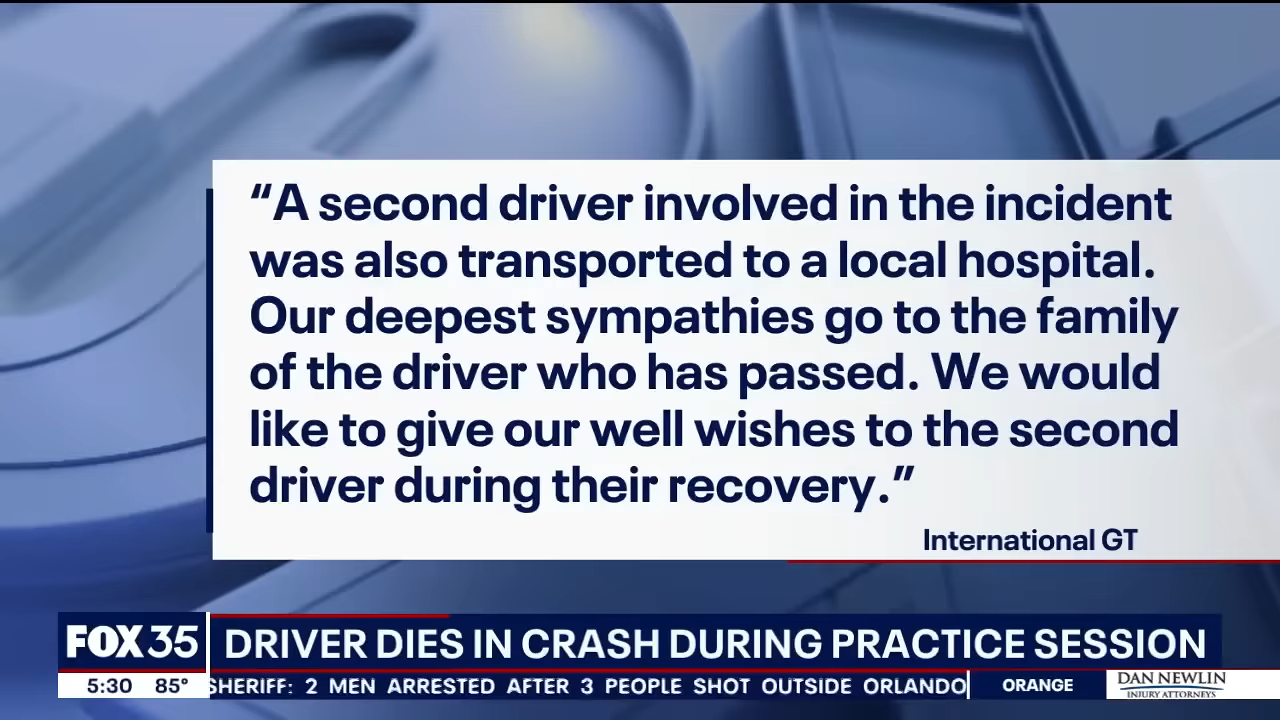 “A second driver involved in the incident
was also transported to a local hospital.
Our deepest sympathies go to the family
of the driver who has passed. We would
like to give our well wishes to the second
driver during their recovery.”
International GT
FOX 35
DRIVER DIES IN CRASH DURING PRACTICE SESSION
5:30 85° SHERIFF: 2 MEN ARRESTED AFTER 3 PEOPLE SHOT OUTSIDE ORLANDO
ORANGE
DAN NEWLIN
INJURY ATTORNEYS